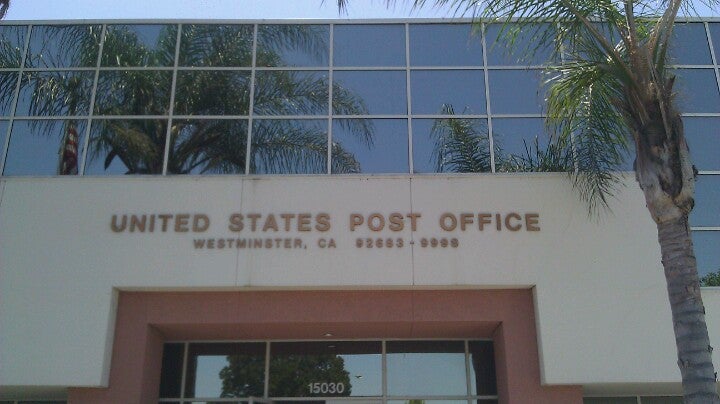 UNITED STATES POST OFFICE
WESTMINSTER, CA 92683-9998
15030